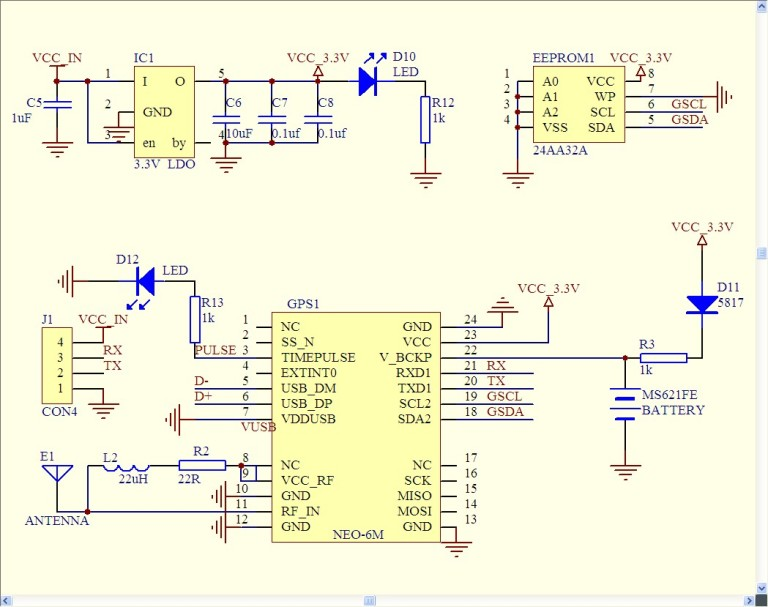 VCC_IN
IC1
VCC_3.3V
D10
LED
EEPROM1
VCC_3.3V
1 I O 5
2 GND
3 en by 4
3.3V LDO
C5
1uF
C6
10uF
C7
0.1uf
C8
0.1uf
R12
1k
1 A0 VCC 8
2 A1 WP 7
3 A2 SCL 6 GSCL
4 VSS SDA 5 GSDA
24AA32A
VCC_3.3V
D11
5817
D12
LED
R13
1k
GPS1
VCC_3.3V
J1
VCC_IN
4
3 RX
2 TX
1
CON4
1 NC GND 24
2 SS_N VCC 23
PULSE 3 TIMEPULSE V_BCKP 22
4 EXTINT0 RXD1 21 RX
D- 5 USB_DM TXD1 20 TX
D+ 6 USB_DP SCL2 19 GSCL
7 VDDUSB SDA2 18 GSDA
VUSB
R3
1k
MS621FE
BATTERY
E1
ANTENNA
L2
22uH
R2
22R
8 NC NC 17
9 VCC_RF SCK 16
10 GND MISO 15
11 RF_IN MOSI 14
12 GND GND 13
NEO-6M